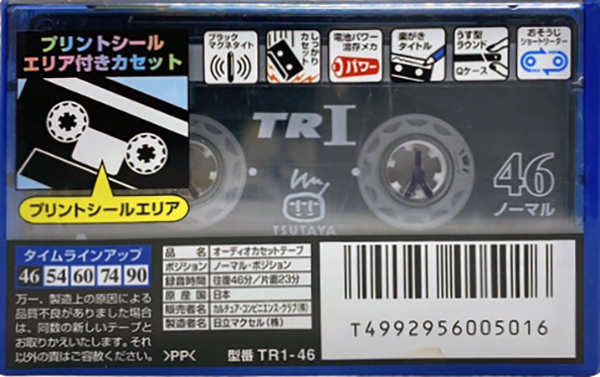 プリントシール
エリア付きカセット
ブラック
マグネタイト
しっかり
カセット
電池パワー
温存メカ
パワー
楽がき
タイトル
うす型
ラウンド
Qケース
おそうじ
ショートリーダー
TRI
46
ノーマル
TSUTAYA
プリントシールエリア
タイムラインアップ
46 54 60 74 90
万一、製造上の原因による
品質不良がありました場合
は、同数の新しいテープと
お取りかえいたします。それ
以外の責はご容赦ください。
品名 オーディオカセットテープ
ポジション ノーマル・ポジション
録音時間 往復46分/片面23分
原産国 日本
販売者名 カルチュア・コンビニエンス・クラブ(株)
製造者名 日立マクセル(株)
>PP< 型番 TR1-46
T4992956005016